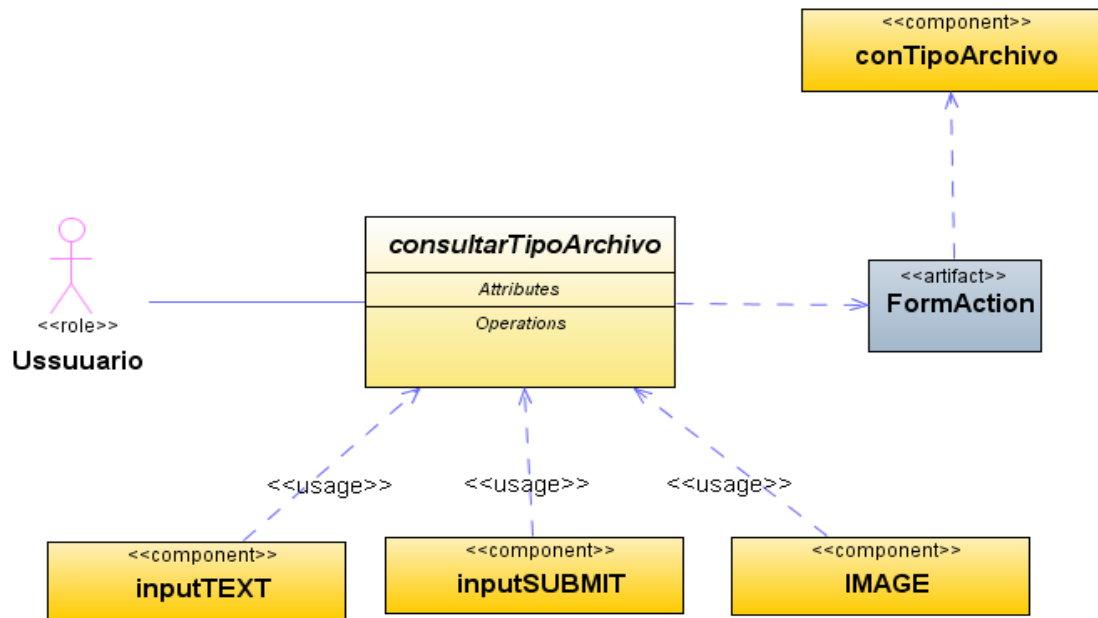 <<component>>
conTipoArchivo
consultarTipoArchivo
Attributes
Operations
<<artifact>>
FormAction
<<role>>
Ussuuario
<<usage>>
<<usage>>
<<usage>>
<<component>>
inputTEXT
<<component>>
inputSUBMIT
<<component>>
IMAGE